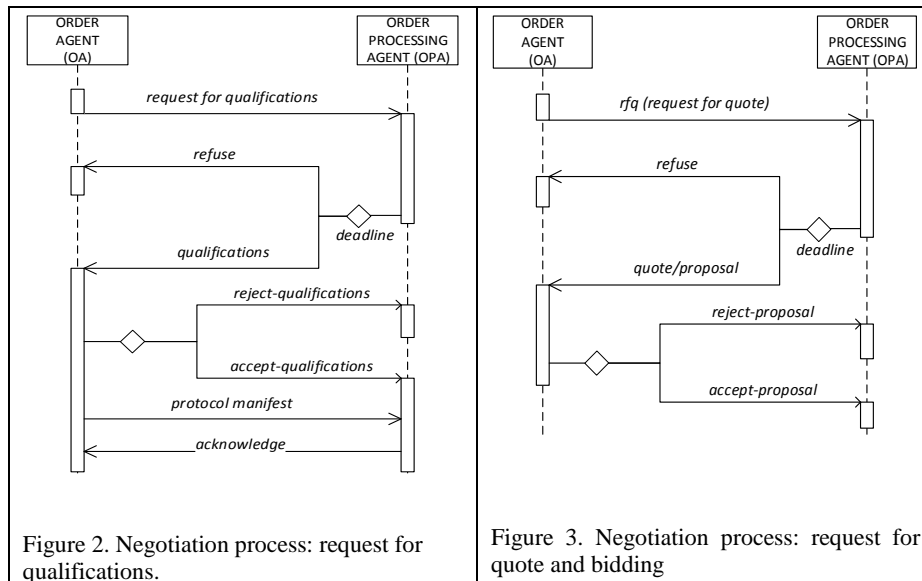 ORDER
AGENT
(OA)
ORDER
PROCESSING
AGENT (OPA)
request for qualifications
refuse
deadline
qualifications
reject-qualifications
accept-qualifications
protocol manifest
acknowledge
Figure 2. Negotiation process: request for
qualifications.
ORDER
AGENT
(OA)
ORDER
PROCESSING
AGENT (OPA)
rfq (request for quote)
refuse
deadline
quote/proposal
reject-proposal
accept-proposal
Figure 3. Negotiation process: request for
quote and bidding